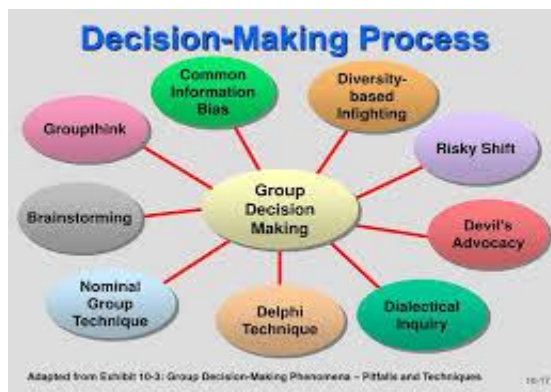 Decision-Making Process
Common
Information
Bias
Diversity-
based
Infighting
Groupthink
Risky Shift
Group
Decision
Making
Brainstorming
Devil's
Advocacy
Nominal
Group
Technique
Delphi
Technique
Dialectical
Inquiry
Adapted from Exhibit 10-3: Group Decision-Making Phenomena – Pitfalls and Techniques